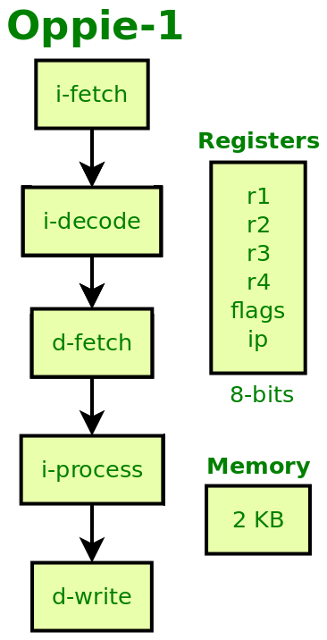 Oppie-1
i-fetch
i-decode
d-fetch
i-process
d-write
Registers
r1
r2
r3
r4
flags
ip
8-bits
Memory
2 KB